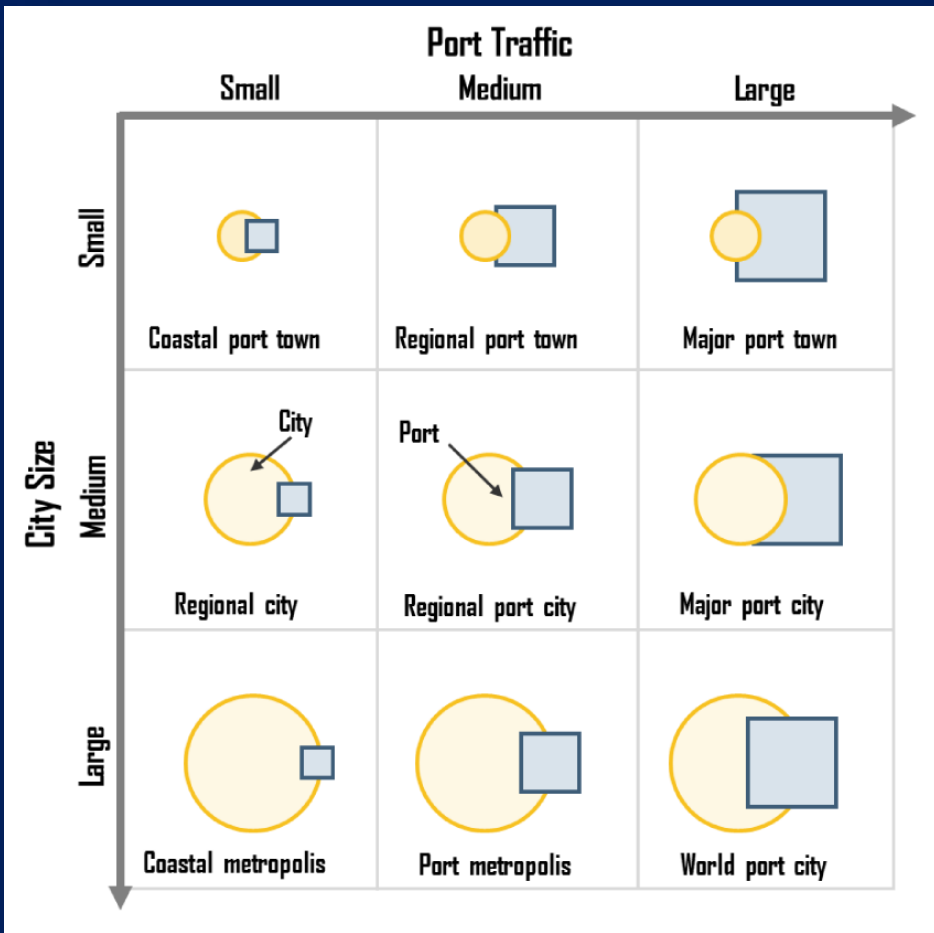 Port Traffic
Small
Medium
Large
City Size
Small
Coastal port town
Regional port town
Major port town
Medium
City
Port
Regional city
Regional port city
Major port city
Large
Coastal metropolis
Port metropolis
World port city